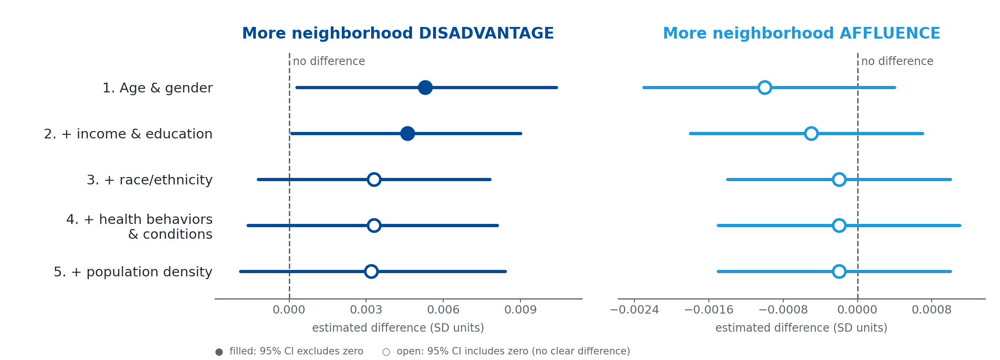 More neighborhood DISADVANTAGE
More neighborhood AFFLUENCE
no difference
no difference
1. Age & gender
2. + income & education
3. + race/ethnicity
4. + health behaviors
& conditions
5. + population density
0.000 0.003 0.006 0.009
−0.0024 −0.0016 −0.0008 0.0000 0.0008
estimated difference (SD units)
estimated difference (SD units)
filled: 95% CI excludes zero
open: 95% CI includes zero (no clear difference)